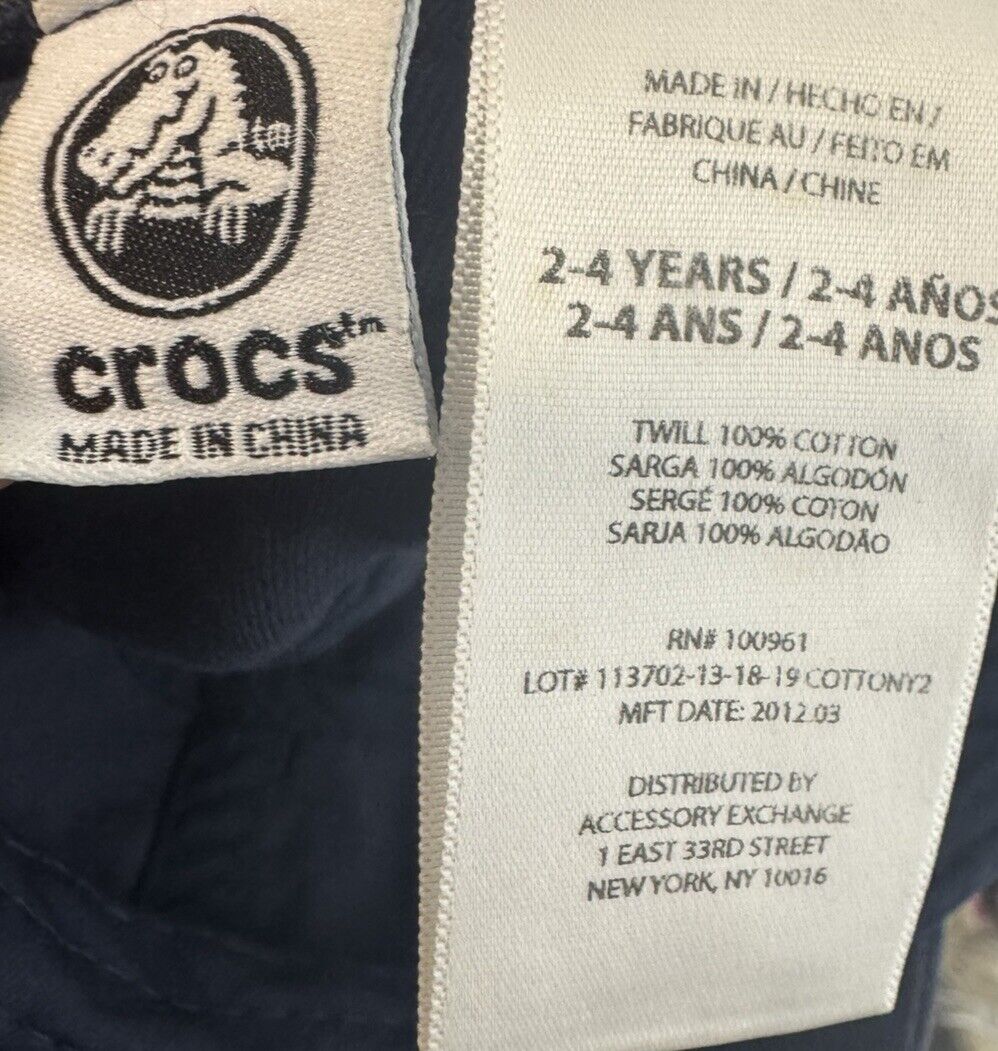 crocs™
MADE IN CHINA
MADE IN / HECHO EN /
FABRIQUE AU / FEITO EM
CHINA / CHINE
2-4 YEARS / 2-4 AÑOS
2-4 ANS / 2-4 ANOS
TWILL 100% COTTON
SARGA 100% ALGODÓN
SERGÉ 100% COTON
SARJA 100% ALGODÃO
RN# 100961
LOT# 113702-13-18-19 COTTONY2
MFT DATE: 2012.03
DISTRIBUTED BY
ACCESSORY EXCHANGE
1 EAST 33RD STREET
NEW YORK, NY 10016